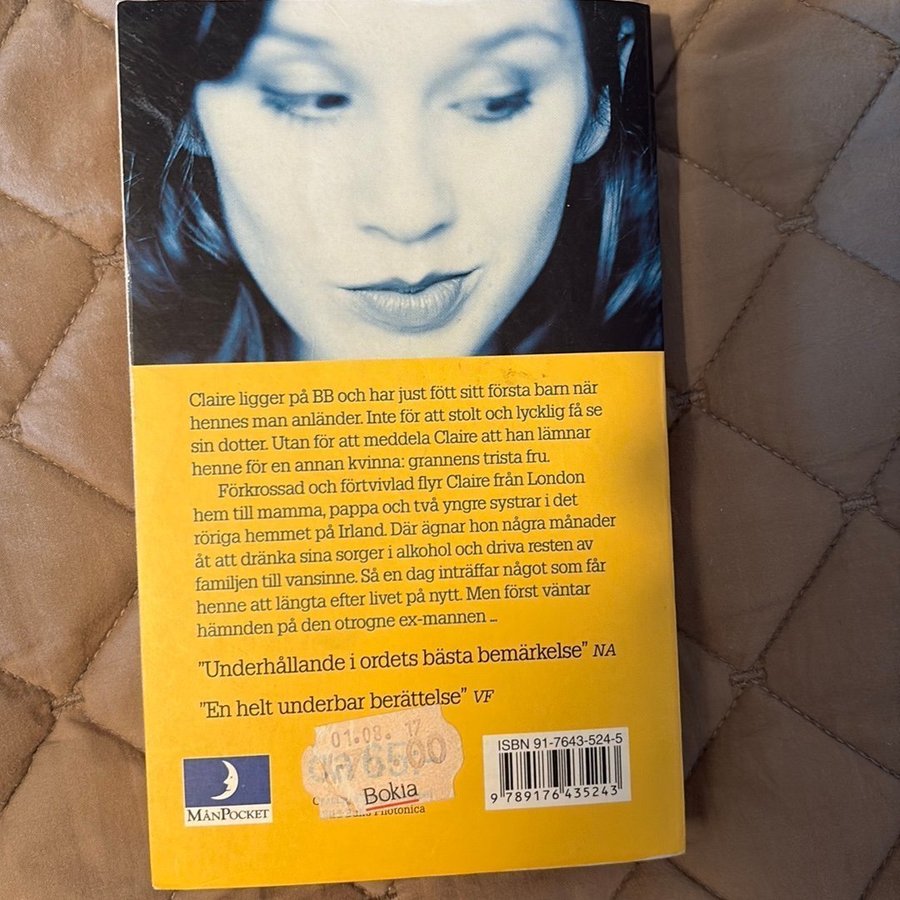 Claire ligger på BB och har just fött sitt första barn när
hennes man anländer. Inte för att stolt och lycklig få se
sin dotter. Utan för att meddela Claire att han lämnar
henne för en annan kvinna: grannens trista fru.
Förkrossad och förtvivlad flyr Claire från London
hem till mamma, pappa och två yngre systrar i det
röriga hemmet på Irland. Där ägnar hon några månader
åt att dränka sina sorger i alkohol och driva resten av
familjen till vansinne. Så en dag inträffar något som får
henne att längta efter livet på nytt. Men först väntar
hämnden på den otrogne ex-mannen ...
”Underhållande i ordets bästa bemärkelse” NA
”En helt underbar berättelse” VF
01.08. 17
65.00
Bokia
Photonica
MÅNPOCKET
ISBN 91-7643-524-5
9 789176 435243